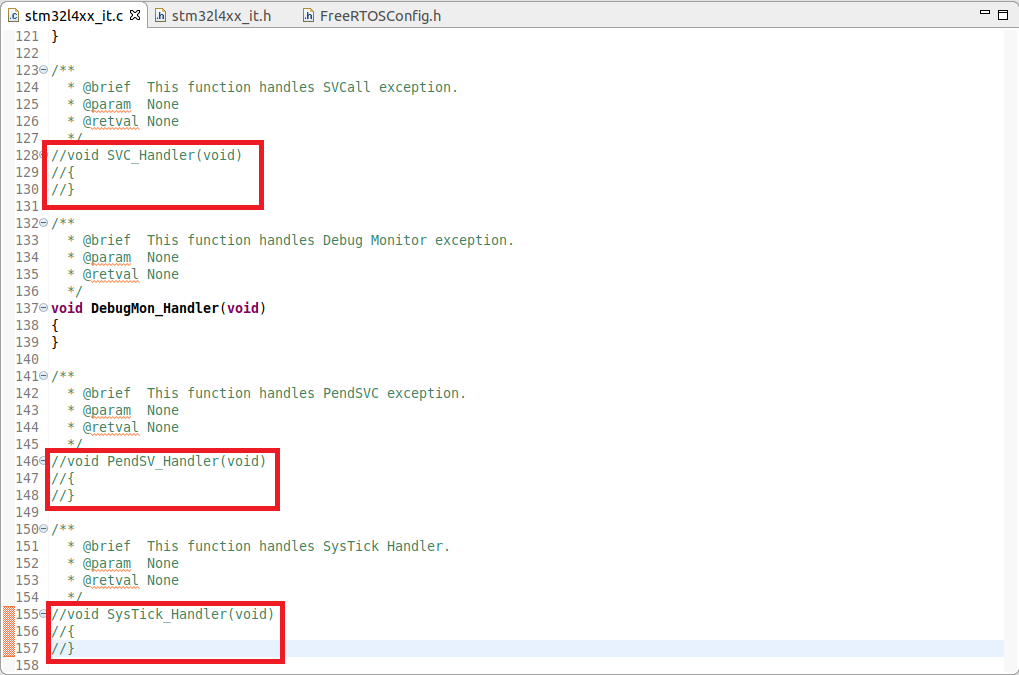 stm32l4xx_it.c stm32l4xx_it.h FreeRTOSConfig.h
121 }
122
123 /**
124   * @brief  This function handles SVCall exception.
125   * @param  None
126   * @retval None
127   */
128 //void SVC_Handler(void)
129 //{
130 //}
131
132 /**
133   * @brief  This function handles Debug Monitor exception.
134   * @param  None
135   * @retval None
136   */
137 void DebugMon_Handler(void)
138 {
139 }
140
141 /**
142   * @brief  This function handles PendSVC exception.
143   * @param  None
144   * @retval None
145   */
146 //void PendSV_Handler(void)
147 //{
148 //}
149
150 /**
151   * @brief  This function handles SysTick Handler.
152   * @param  None
153   * @retval None
154   */
155 //void SysTick_Handler(void)
156 //{
157 //}
158